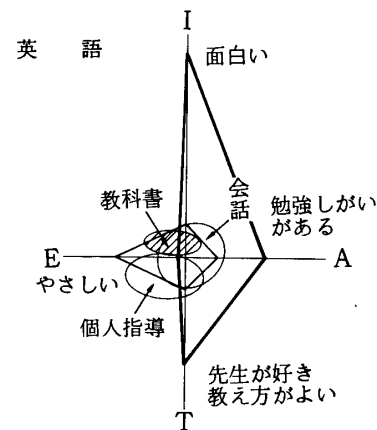 I
英 語
面白い
会話
教科書
勉強しがい
がある
E
A
やさしい
個人指導
先生が好き
教え方がよい
T